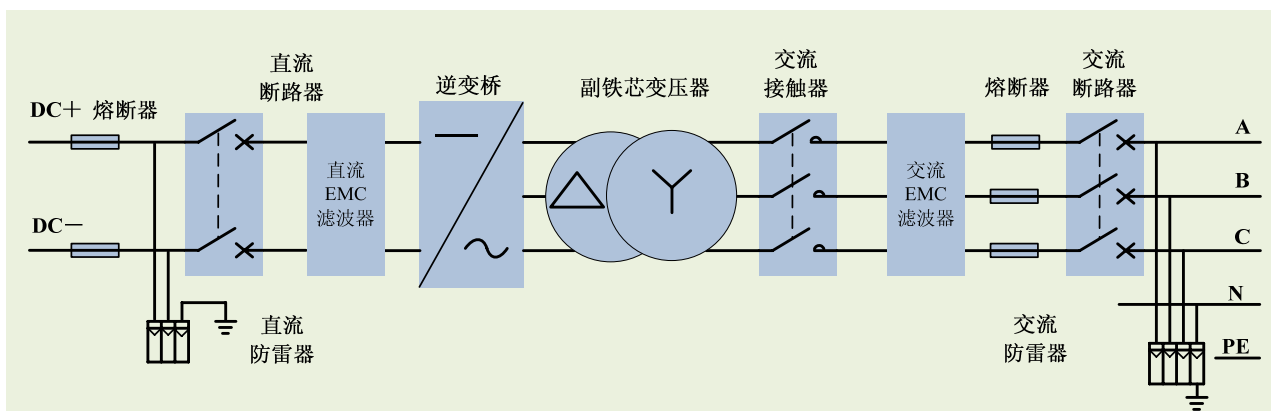 直流
断路器
逆变桥
副铁芯变压器
交流
接触器
熔断器
交流
断路器
DC＋ 熔断器
A
直流
EMC
滤波器
交流
EMC
滤波器
B
DC－
C
N
直流
防雷器
交流
防雷器
PE